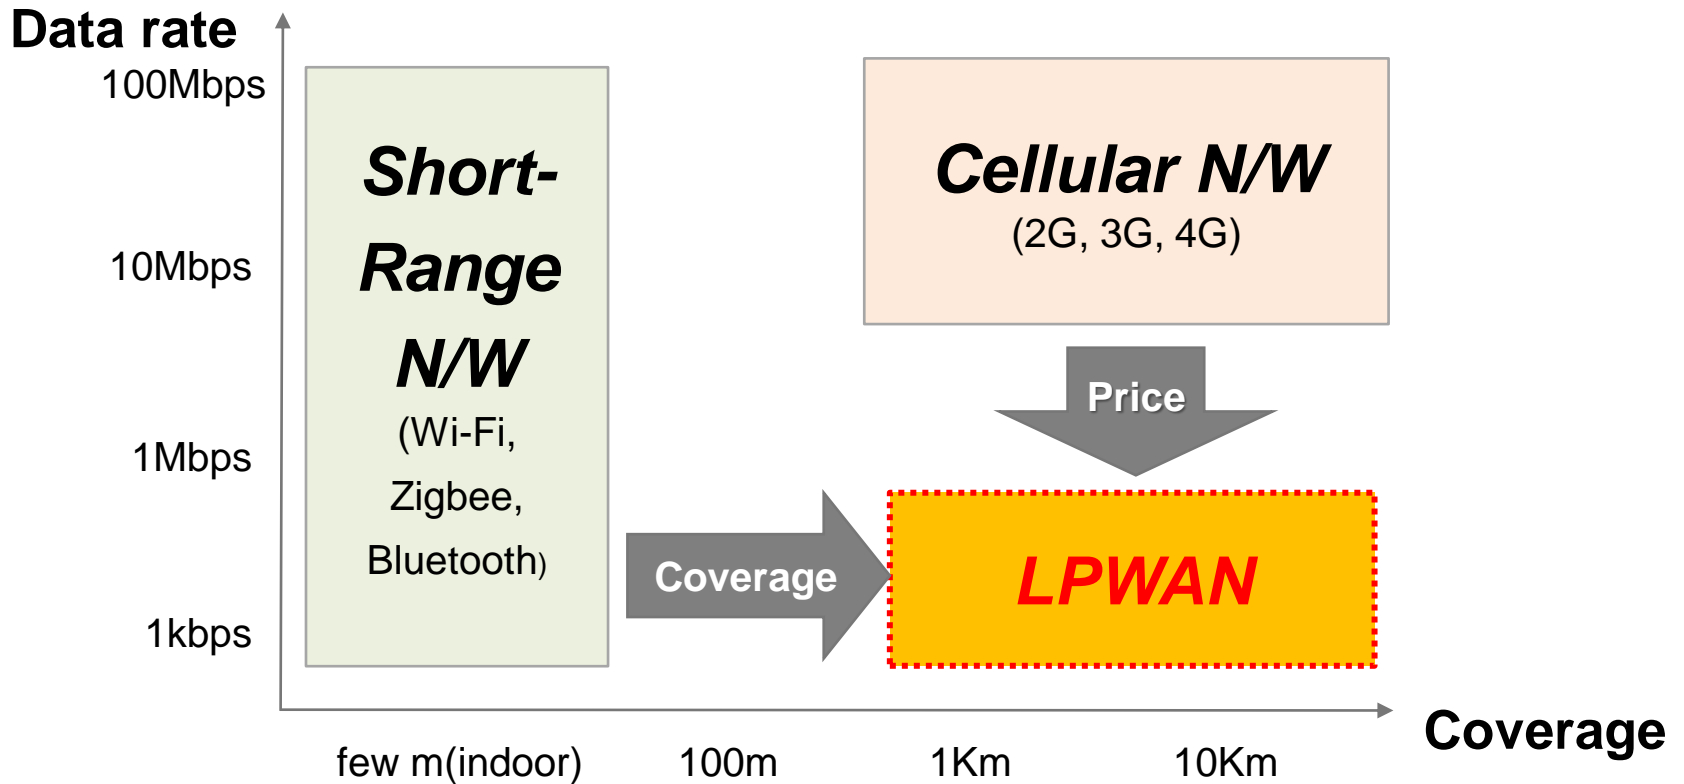 Data rate
100Mbps
10Mbps
1Mbps
1kbps
Short-
Range
N/W
(Wi-Fi,
Zigbee,
Bluetooth)
Cellular N/W
(2G, 3G, 4G)
Price
Coverage
LPWAN
Coverage
few m(indoor)
100m
1Km
10Km